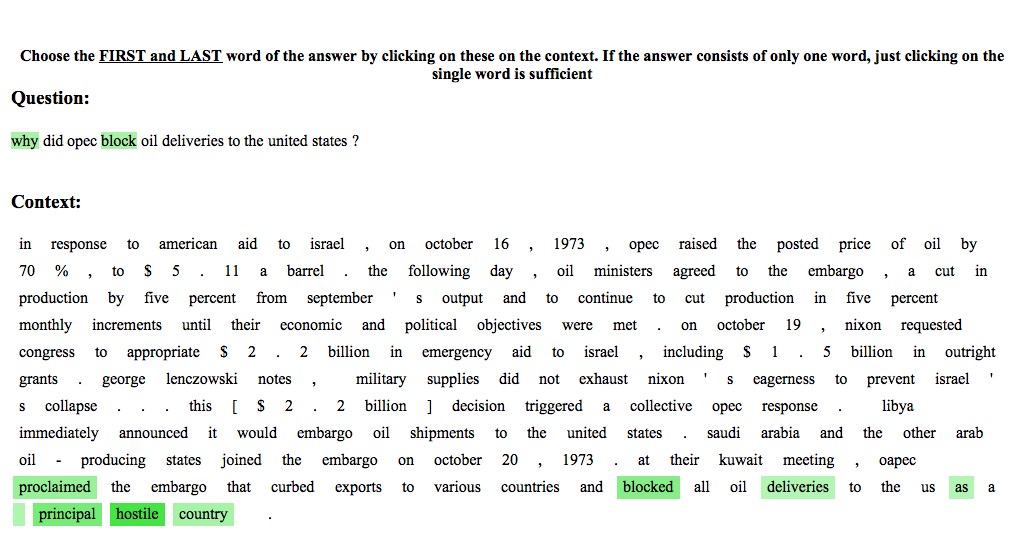 Choose the FIRST and LAST word of the answer by clicking on these on the context. If the answer consists of only one word, just clicking on the
single word is sufficient
Question:
why did opec block oil deliveries to the united states ?
Context:
in response to american aid to israel , on october 16 , 1973 , opec raised the posted price of oil by
70 % , to $ 5 . 11 a barrel . the following day , oil ministers agreed to the embargo , a cut in
production by five percent from september ' s output and to continue to cut production in five percent
monthly increments until their economic and political objectives were met . on october 19 , nixon requested
congress to appropriate $ 2 . 2 billion in emergency aid to israel , including $ 1 . 5 billion in outright
grants . george lenczowski notes , military supplies did not exhaust nixon ' s eagerness to prevent israel '
s collapse . . . this [ $ 2 . 2 billion ] decision triggered a collective opec response . libya
immediately announced it would embargo oil shipments to the united states . saudi arabia and the other arab
oil - producing states joined the embargo on october 20 , 1973 . at their kuwait meeting , oapec
proclaimed the embargo that curbed exports to various countries and blocked all oil deliveries to the us as a
principal hostile country .